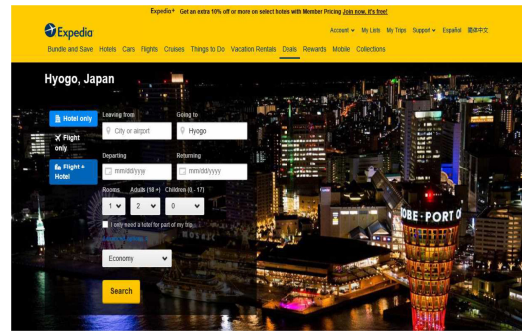 Expedia+ Get an extra 10% off or more on select hotels with Member Pricing Join now, it's free!
Expedia
Account My Lists My Trips Support Español 简体中文
Bundle and Save Hotels Cars Flights Cruises Things to Do Vacation Rentals Deals Rewards Mobile Collections
Hyogo, Japan
Hotel only
Flight only
Flight + Hotel
Leaving from Going to
City or airport Hyogo
Departing Returning
mm/dd/yyyy mm/dd/yyyy
Rooms Adults (18 +) Children (0 - 17)
1 2 0
I only need a hotel for part of my trip
Economy
Search
MOSAIC
OBE·PORT